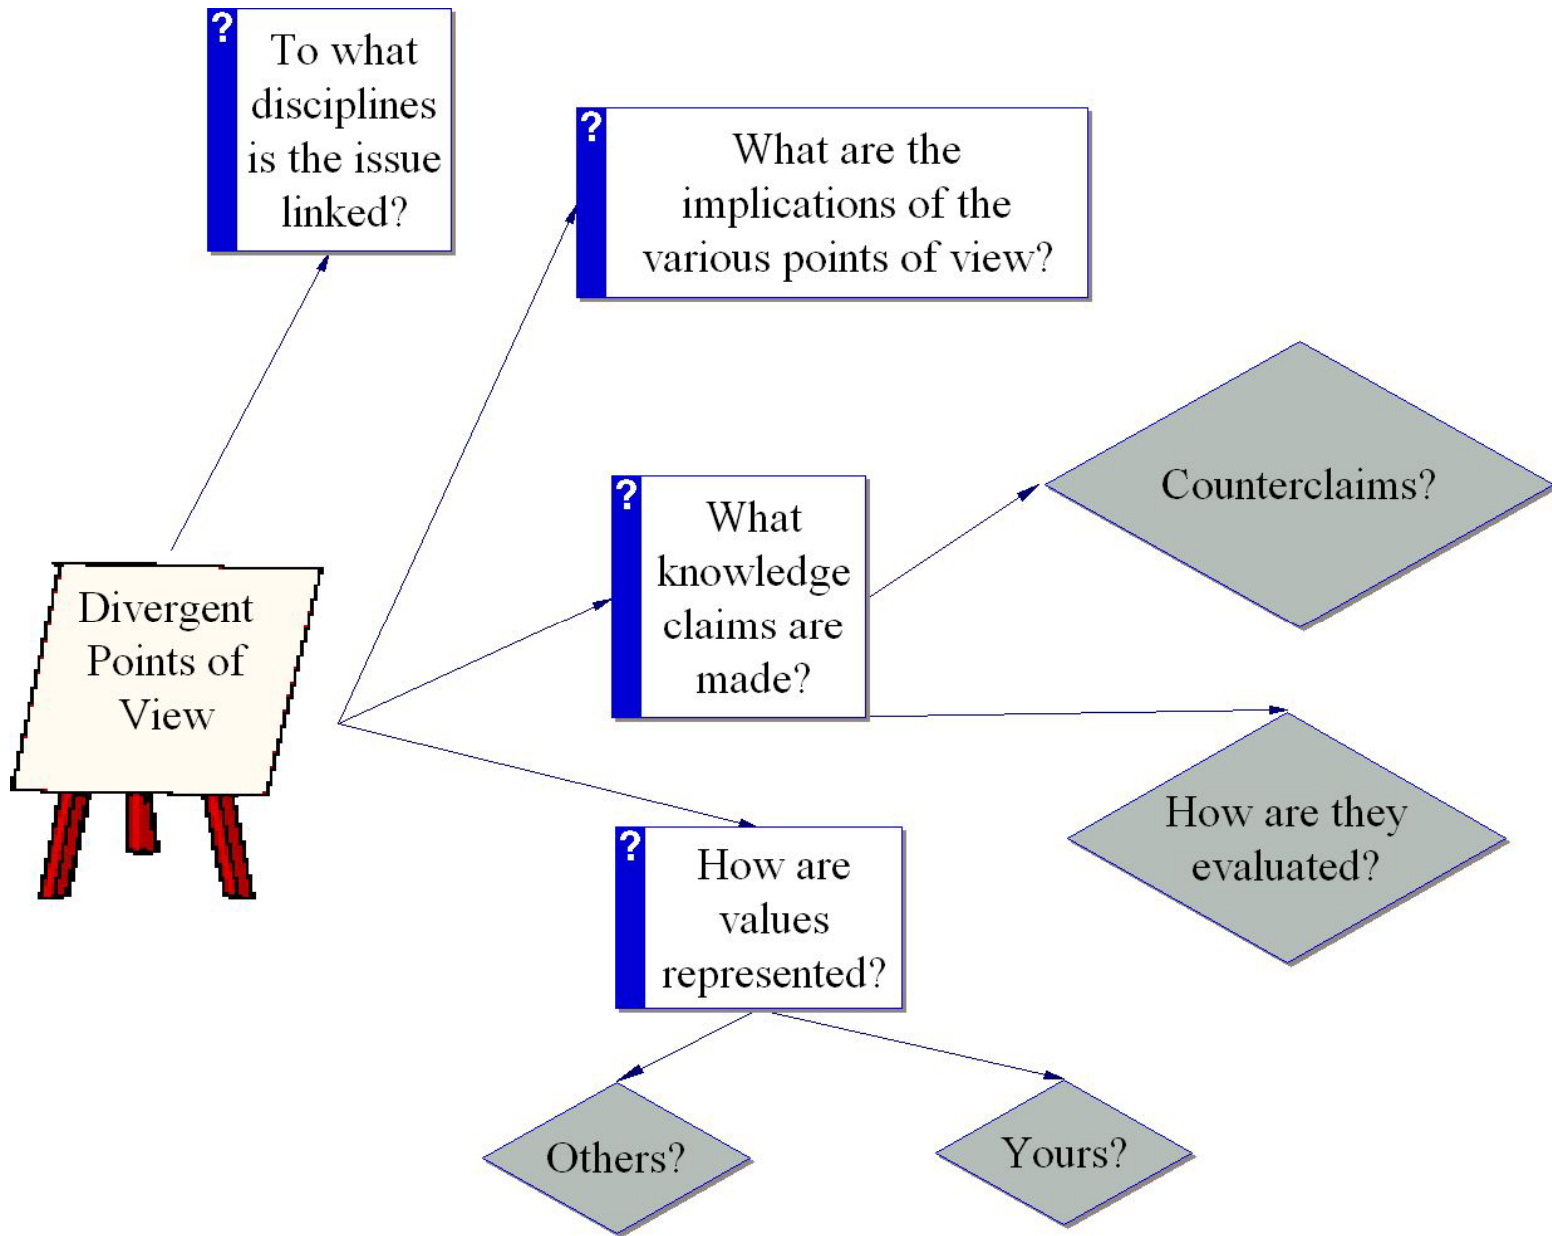 ?
To what
disciplines
is the issue
linked?
?
What are the
implications of the
various points of view?
Counterclaims?
?
What
knowledge
claims are
made?
Divergent
Points of
View
How are they
evaluated?
?
How are
values
represented?
Others?
Yours?